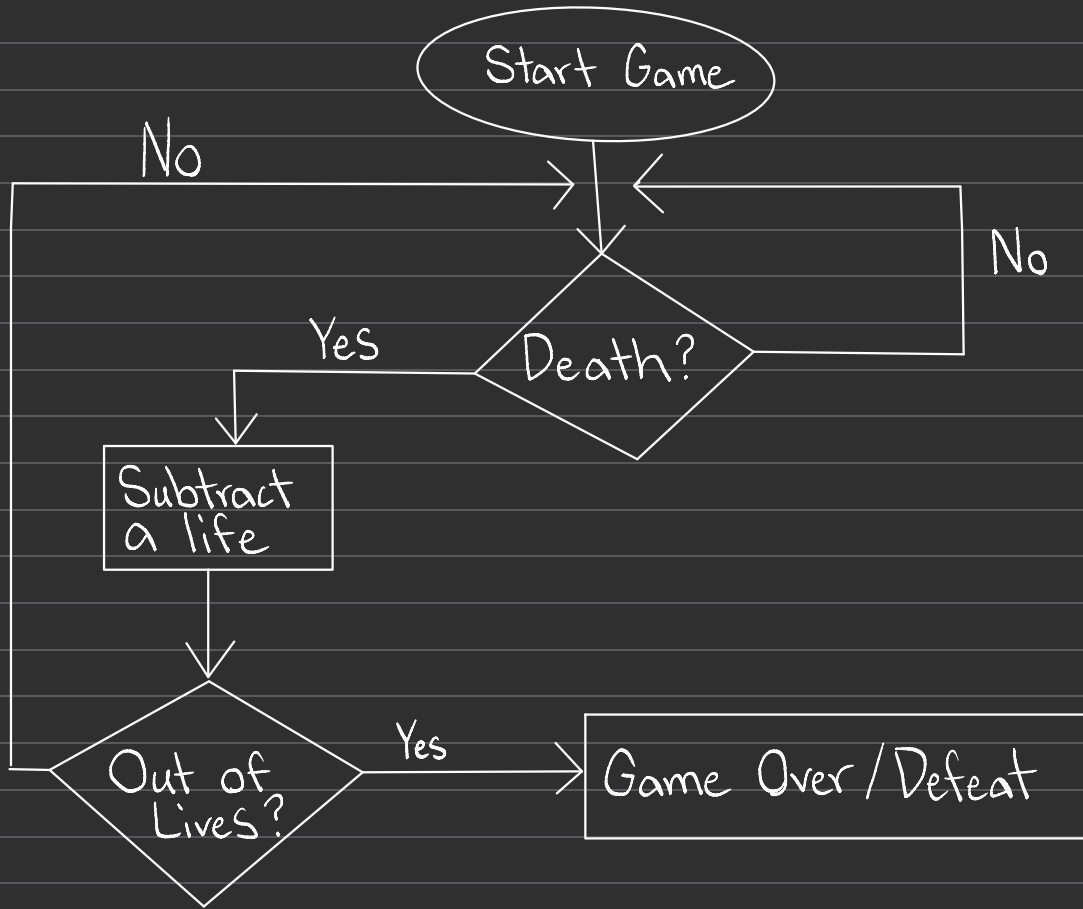 Start Game
No
No
Yes
Death?
Subtract
a life
Yes
Out of
Lives?
Game Over/Defeat